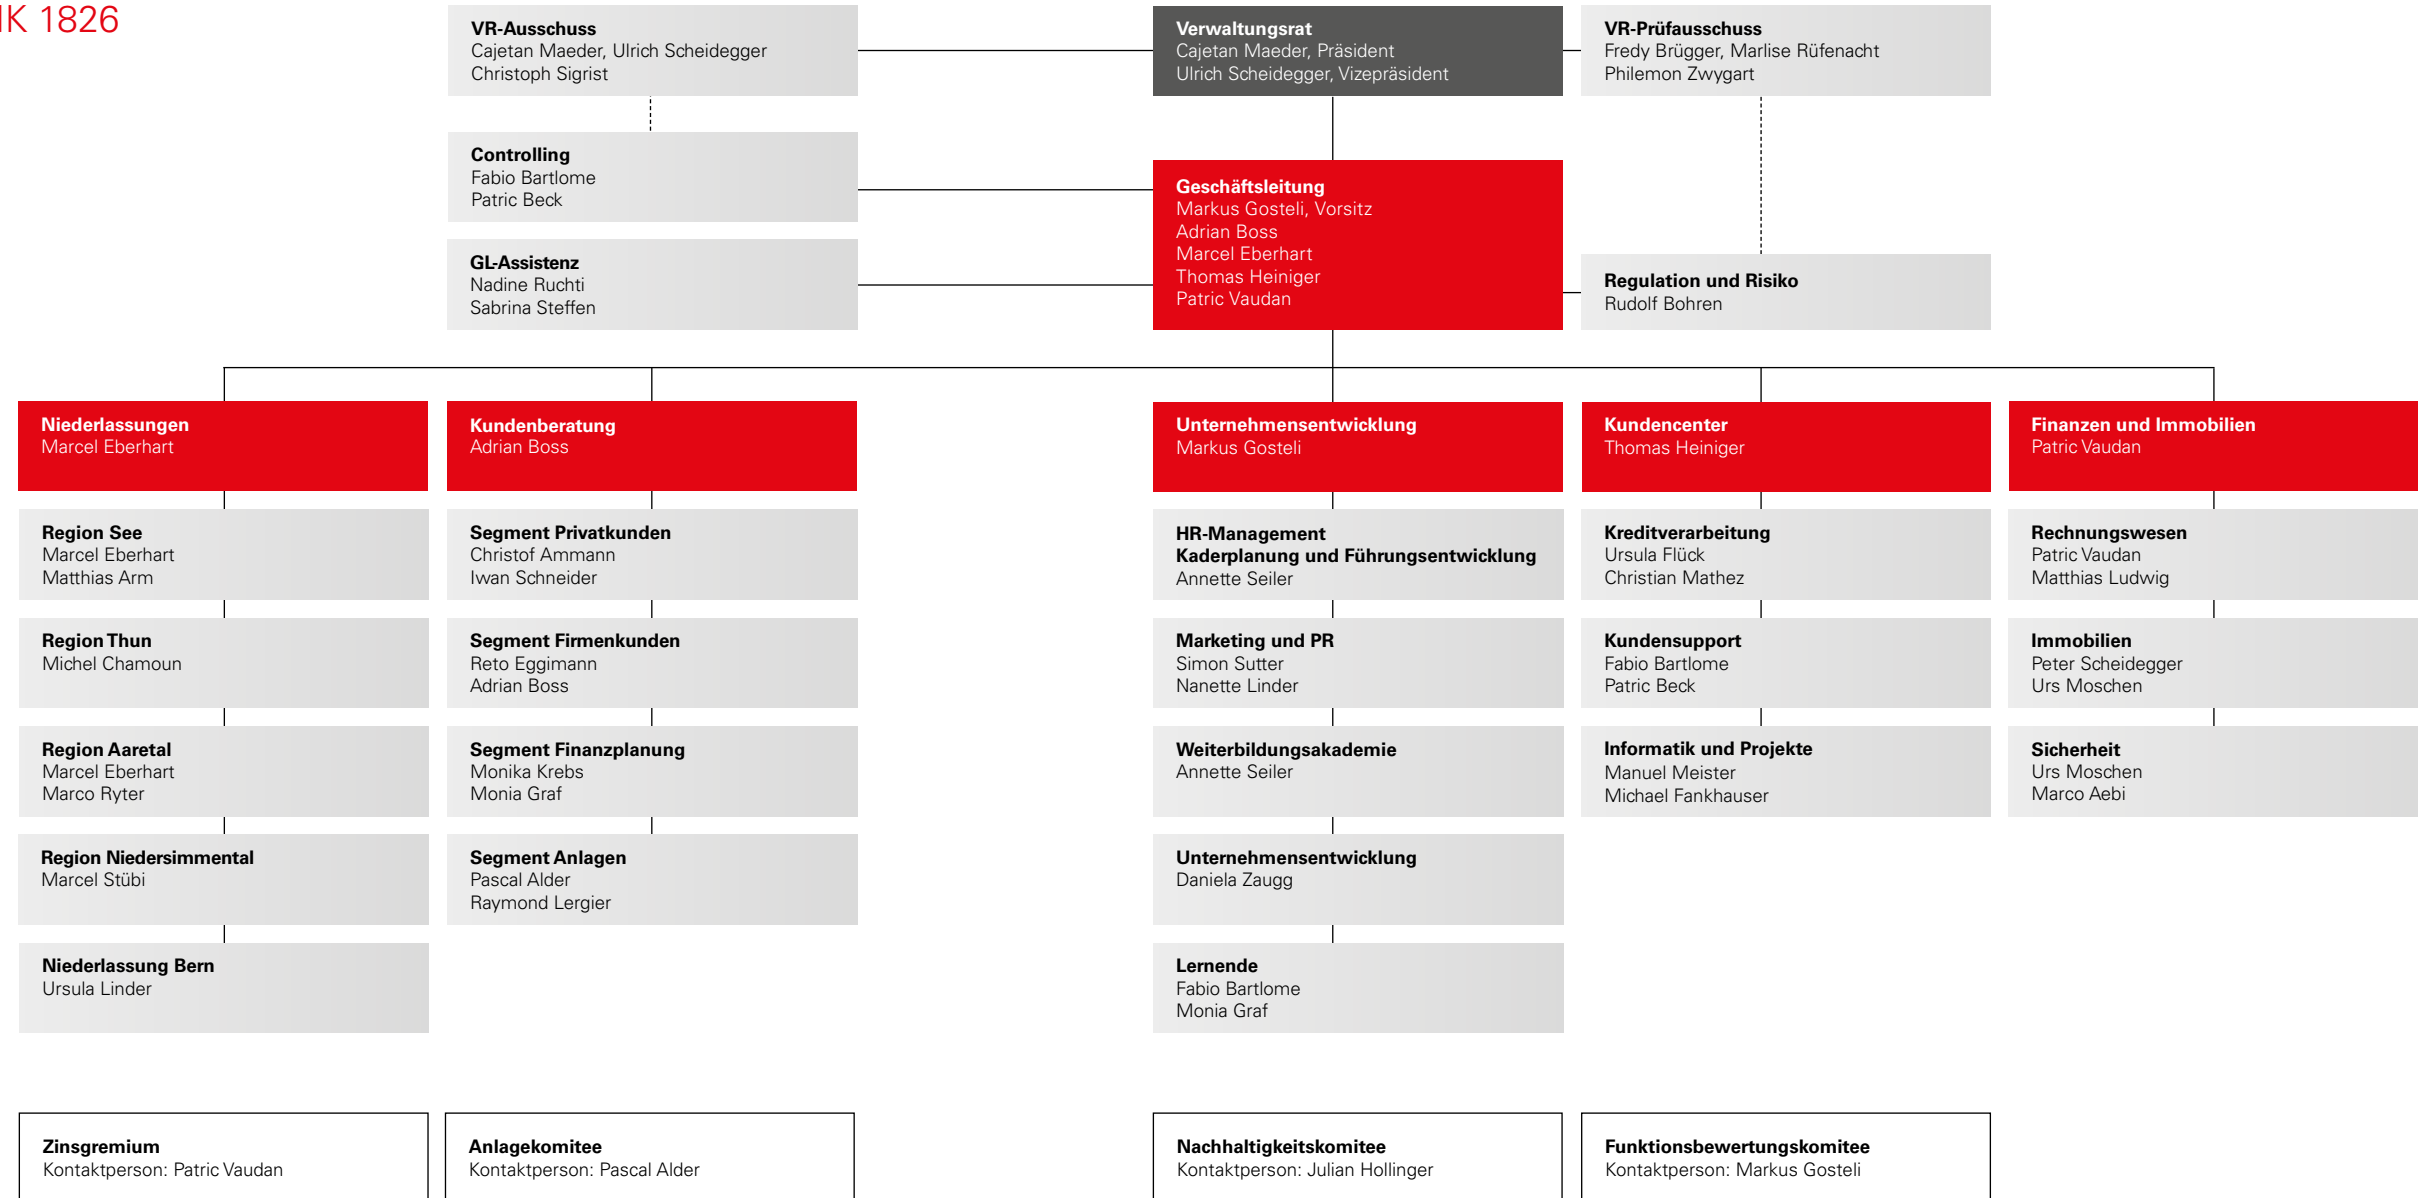 1826
VR-Ausschuss
Cajetan Maeder, Ulrich Scheidegger
Christoph Sigrist
Verwaltungsrat
Cajetan Maeder, Präsident
Ulrich Scheidegger, Vizepräsident
VR-Prüfausschuss
Fredy Brügger, Marlise Rüfenacht
Philemon Zwygart
Controlling
Fabio Bartlome
Patric Beck
Geschäftsleitung
Markus Gosteli, Vorsitz
Adrian Boss
Marcel Eberhart
Thomas Heiniger
Patric Vaudan
GL-Assistenz
Nadine Ruchti
Sabrina Steffen
Regulation und Risiko
Rudolf Bohren
Niederlassungen
Marcel Eberhart
Region See
Marcel Eberhart
Matthias Arm
Region Thun
Michel Chamoun
Region Aaretal
Marcel Eberhart
Marco Ryter
Region Niedersimmental
Marcel Stübi
Niederlassung Bern
Ursula Linder
Kundenberatung
Adrian Boss
Segment Privatkunden
Christof Ammann
Iwan Schneider
Segment Firmenkunden
Reto Eggimann
Adrian Boss
Segment Finanzplanung
Monika Krebs
Monia Graf
Segment Anlagen
Pascal Alder
Raymond Lergier
Unternehmensentwicklung
Markus Gosteli
HR-Management
Kaderplanung und Führungsentwicklung
Annette Seiler
Marketing und PR
Simon Sutter
Nanette Linder
Weiterbildungsakademie
Annette Seiler
Unternehmensentwicklung
Daniela Zaugg
Lernende
Fabio Bartlome
Monia Graf
Kundencenter
Thomas Heiniger
Kreditverarbeitung
Ursula Flück
Christian Mathez
Kundensupport
Fabio Bartlome
Patric Beck
Informatik und Projekte
Manuel Meister
Michael Fankhauser
Finanzen und Immobilien
Patric Vaudan
Rechnungswesen
Patric Vaudan
Matthias Ludwig
Immobilien
Peter Scheidegger
Urs Moschen
Sicherheit
Urs Moschen
Marco Aebi
Zinsgremium
Kontaktperson: Patric Vaudan
Anlagekomitee
Kontaktperson: Pascal Alder
Nachhaltigkeitskomitee
Kontaktperson: Julian Hollinger
Funktionsbewertungskomitee
Kontaktperson: Markus Gosteli